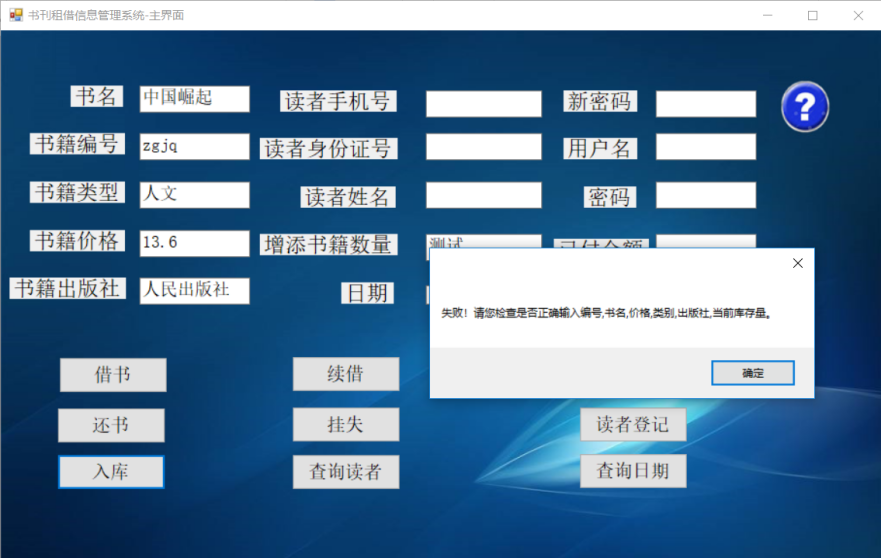 书刊租借信息管理系统-主界面
书名 中国崛起 读者手机号 新密码
书籍编号 zgjq 读者身份证号 用户名
书籍类型 人文 读者姓名 密码
书籍价格 13.6 增添书籍数量 测试 已付金额
书籍出版社 人民出版社 日期
失败！请您检查是否正确输入编号,书名,价格,类别,出版社,当前库存量。
确定
借书 续借
还书 挂失 读者登记
入库 查询读者 查询日期